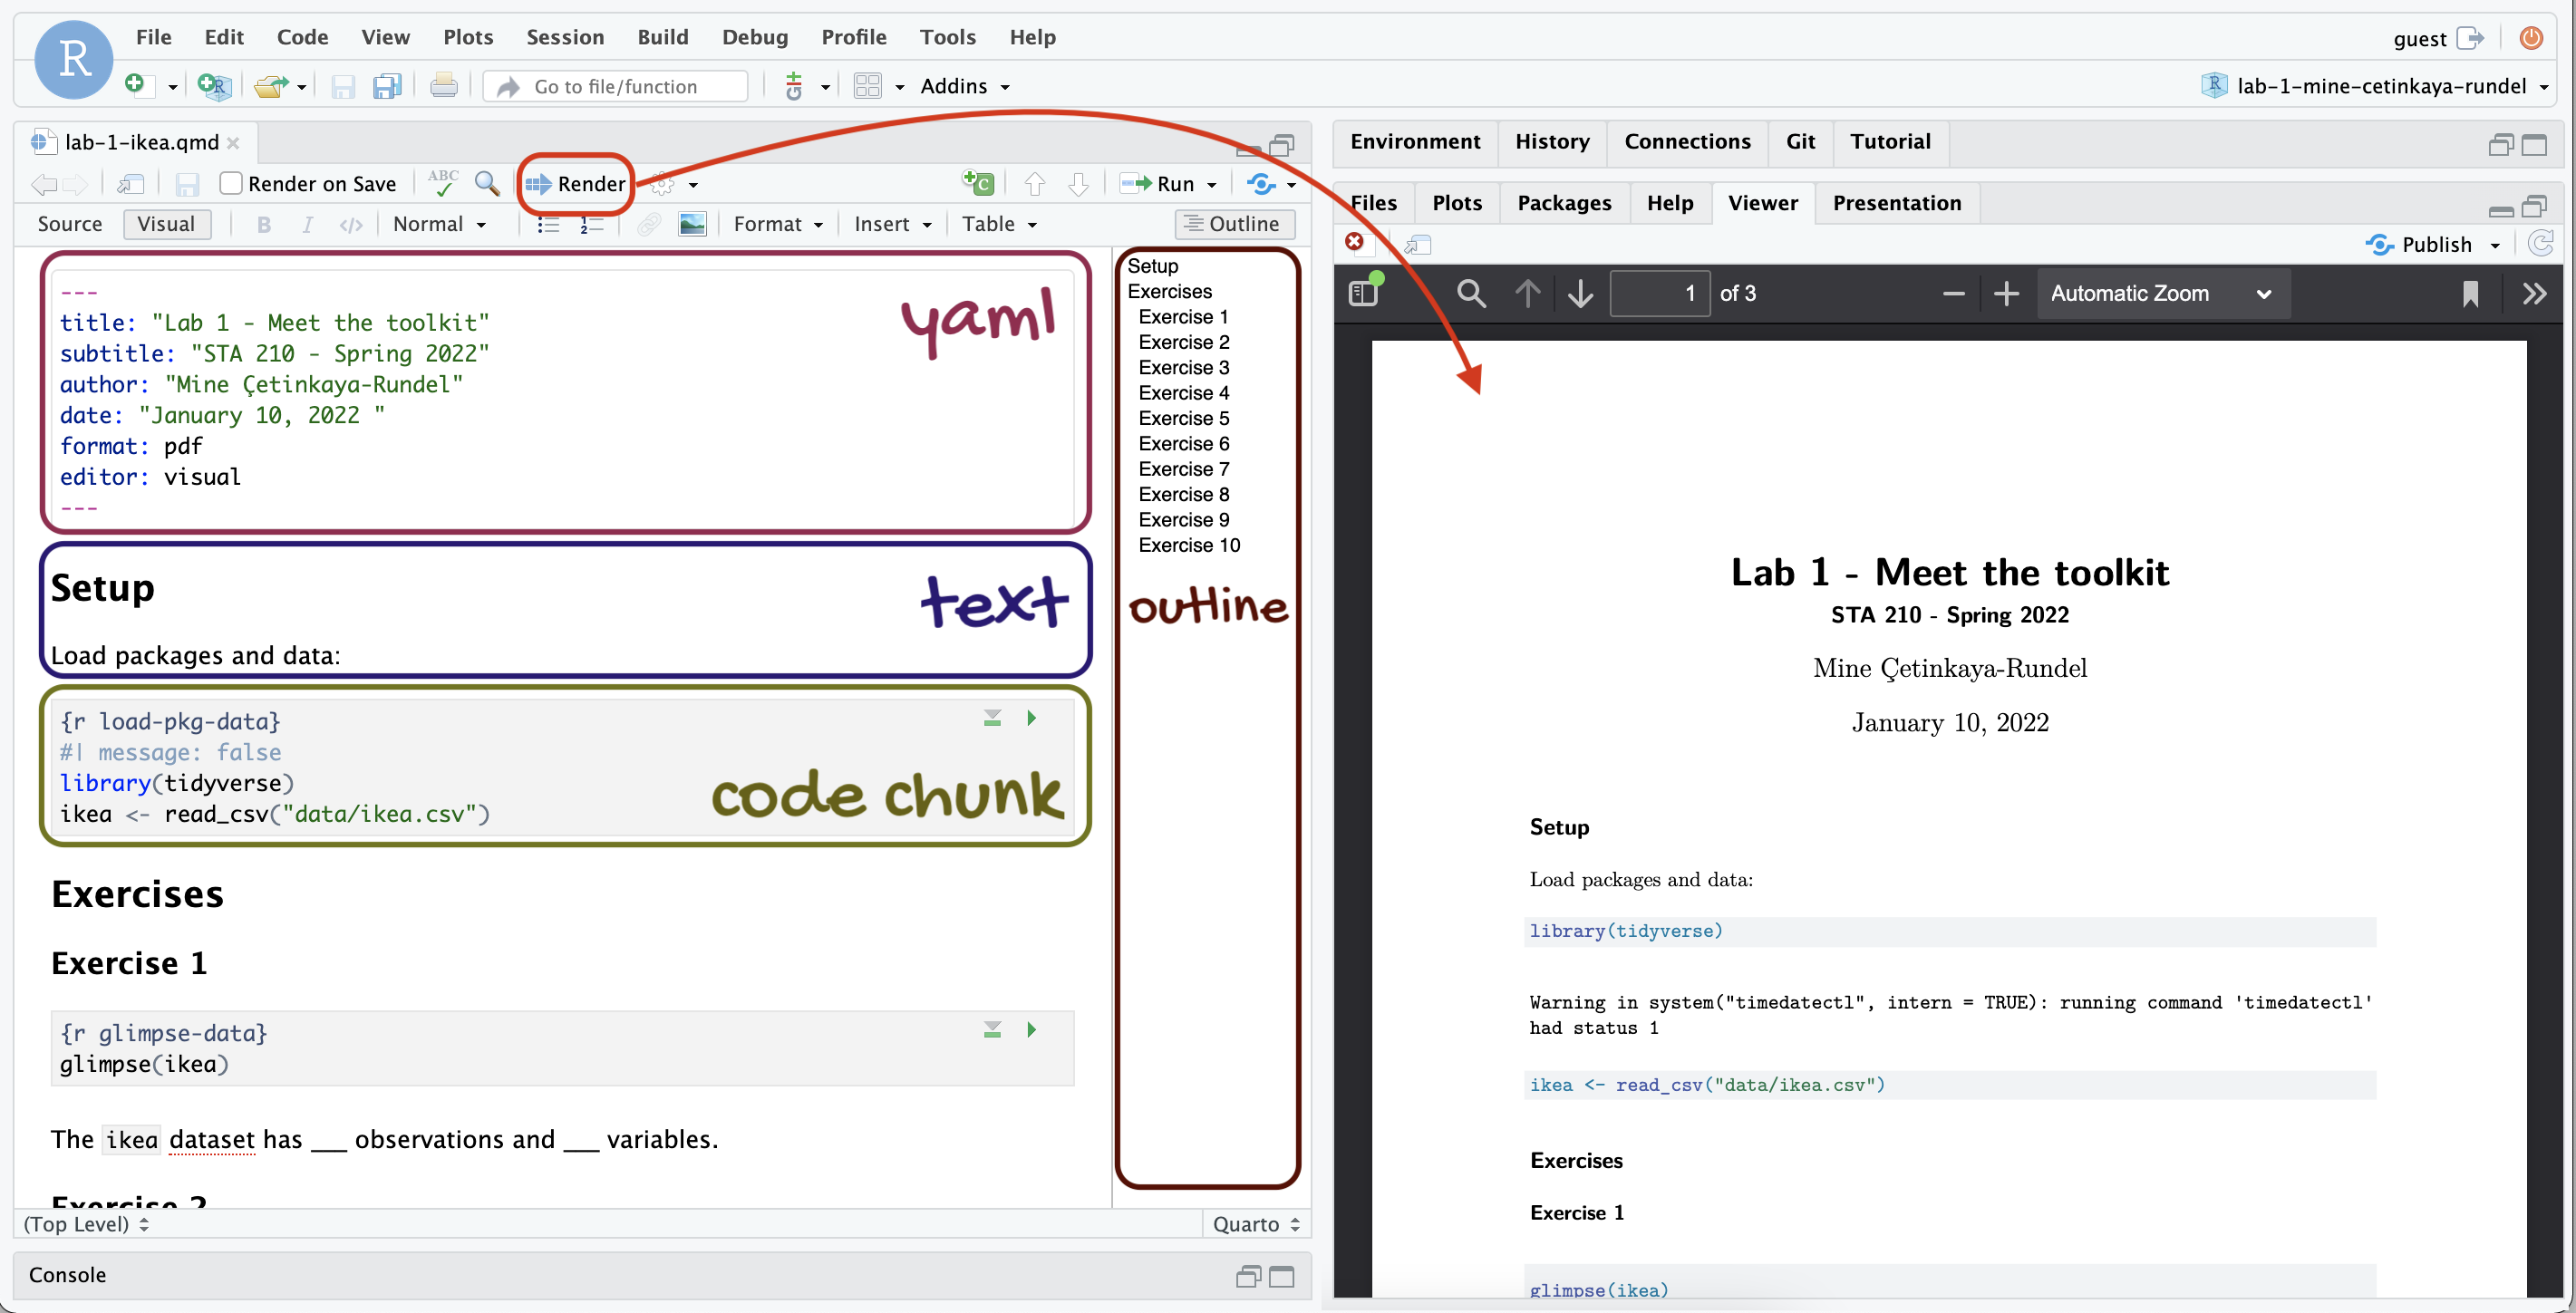 R
File Edit Code View Plots Session Build Debug Profile Tools Help
guest
Go to file/function
Addins
lab-1-mine-cetinkaya-rundel
lab-1-ikea.qmd
Render on Save
ABC
Render
Run
Source Visual
B I </>
Normal
Format Insert Table
Outline
---
title: "Lab 1 - Meet the toolkit"
subtitle: "STA 210 - Spring 2022"
author: "Mine Çetinkaya-Rundel"
date: "January 10, 2022 "
format: pdf
editor: visual
---
yaml
Setup
text
Load packages and data:
{r load-pkg-data}
#| message: false
library(tidyverse)
ikea <- read_csv("data/ikea.csv")
code chunk
Exercises
Exercise 1
{r glimpse-data}
glimpse(ikea)
The ikea dataset has ___ observations and ___ variables.
Exercise 2
(Top Level)
Quarto
Console
Setup
Exercises
Exercise 1
Exercise 2
Exercise 3
Exercise 4
Exercise 5
Exercise 6
Exercise 7
Exercise 8
Exercise 9
Exercise 10
outline
Environment History Connections Git Tutorial
Files Plots Packages Help Viewer Presentation
Publish
1 of 3
Automatic Zoom
Lab 1 - Meet the toolkit
STA 210 - Spring 2022
Mine Çetinkaya-Rundel
January 10, 2022
Setup
Load packages and data:
library(tidyverse)
Warning in system("timedatectl", intern = TRUE): running command 'timedatectl'
had status 1
ikea <- read_csv("data/ikea.csv")
Exercises
Exercise 1
glimpse(ikea)